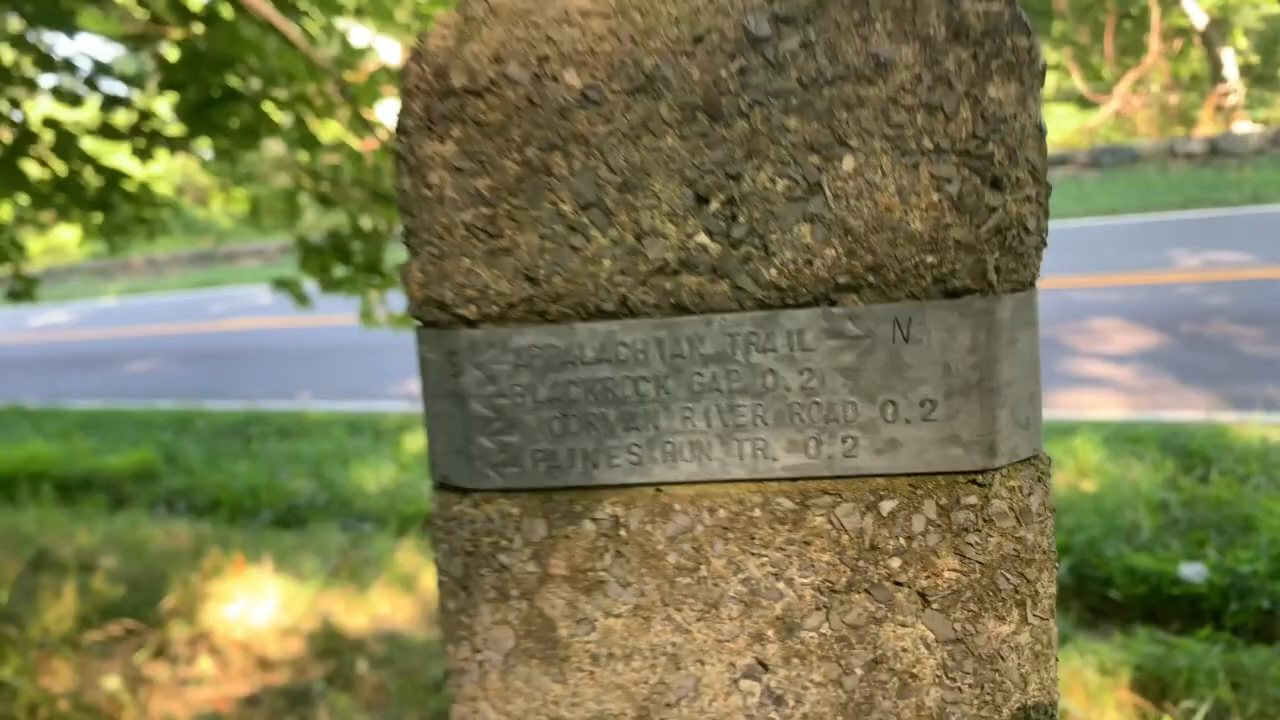 APPALACHIAN TRAIL N
BLACKROCK GAP 0.2
RIVER ROAD 0.2
RUN TR. 0.2